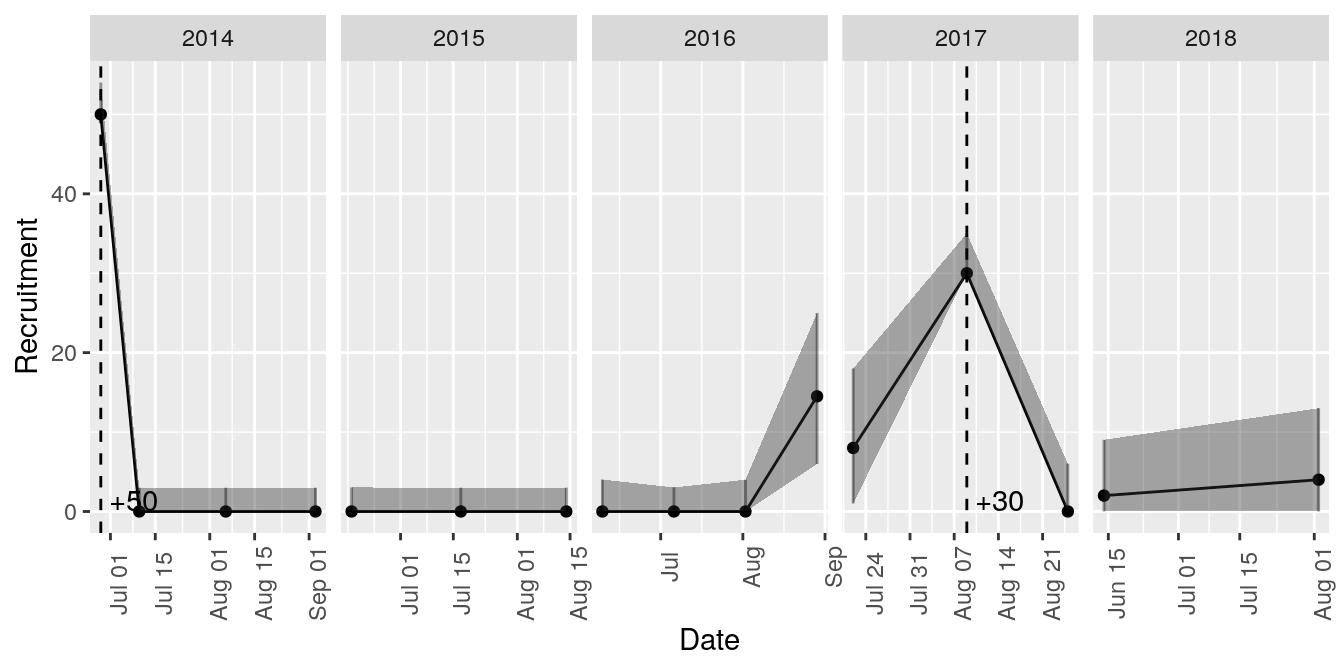 2014
2015
2016
2017
2018
Recruitment
40
20
0
+50
+30
Jul 01
Jul 15
Aug 01
Aug 15
Sep 01
Jul 01
Jul 15
Aug 01
Aug 15
Jul
Aug
Sep
Jul 24
Jul 31
Aug 07
Aug 14
Aug 21
Jun 15
Jul 01
Jul 15
Aug 01
Date